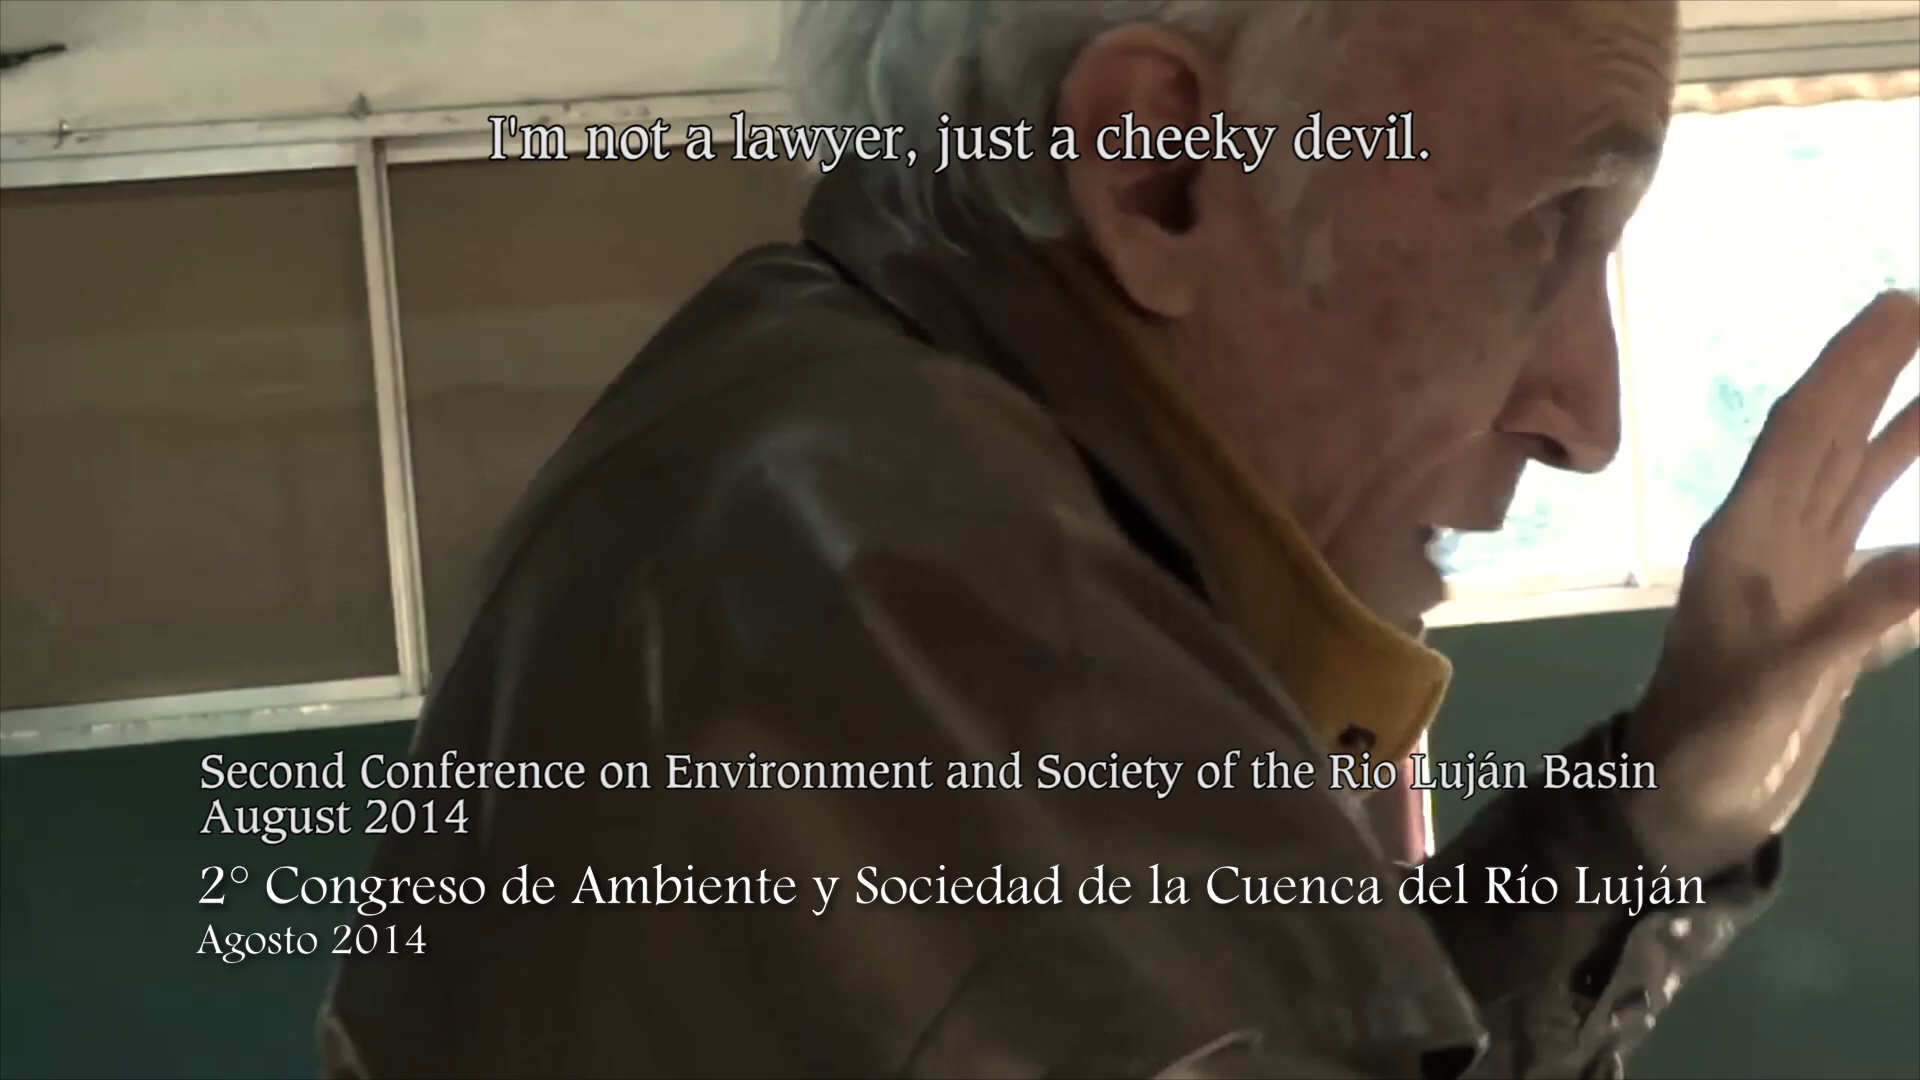 I'm not a lawyer, just a cheeky devil.
Second Conference on Environment and Society of the Rio Luján Basin
August 2014
2° Congreso de Ambiente y Sociedad de la Cuenca del Río Luján
Agosto 2014